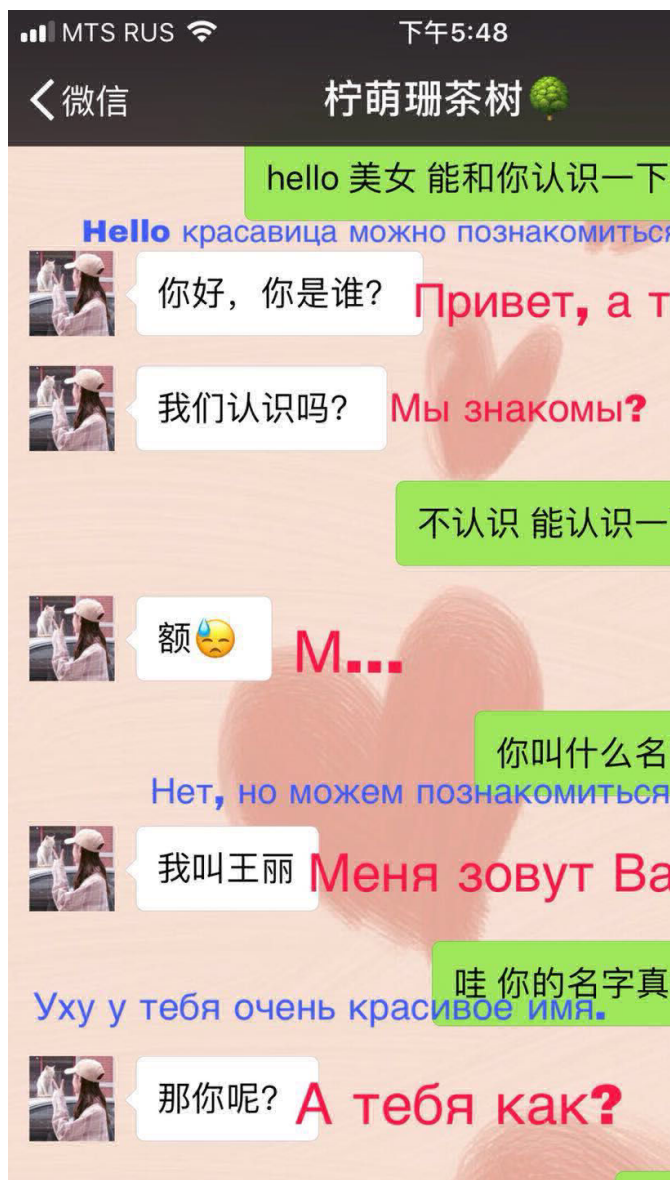 MTS RUS 下午5:48
微信 柠萌珊茶树
hello 美女 能和你认识一下
Hello красавица можно познакомиться
你好，你是谁？ Привет, а т
我们认识吗？ Мы знакомы?
不认识 能认识一
额 М...
你叫什么名
Нет, но можем познакомиться
我叫王丽 Меня зовут Ва
哇 你的名字真
Уху у тебя очень красивое имя.
那你呢？ А тебя как?